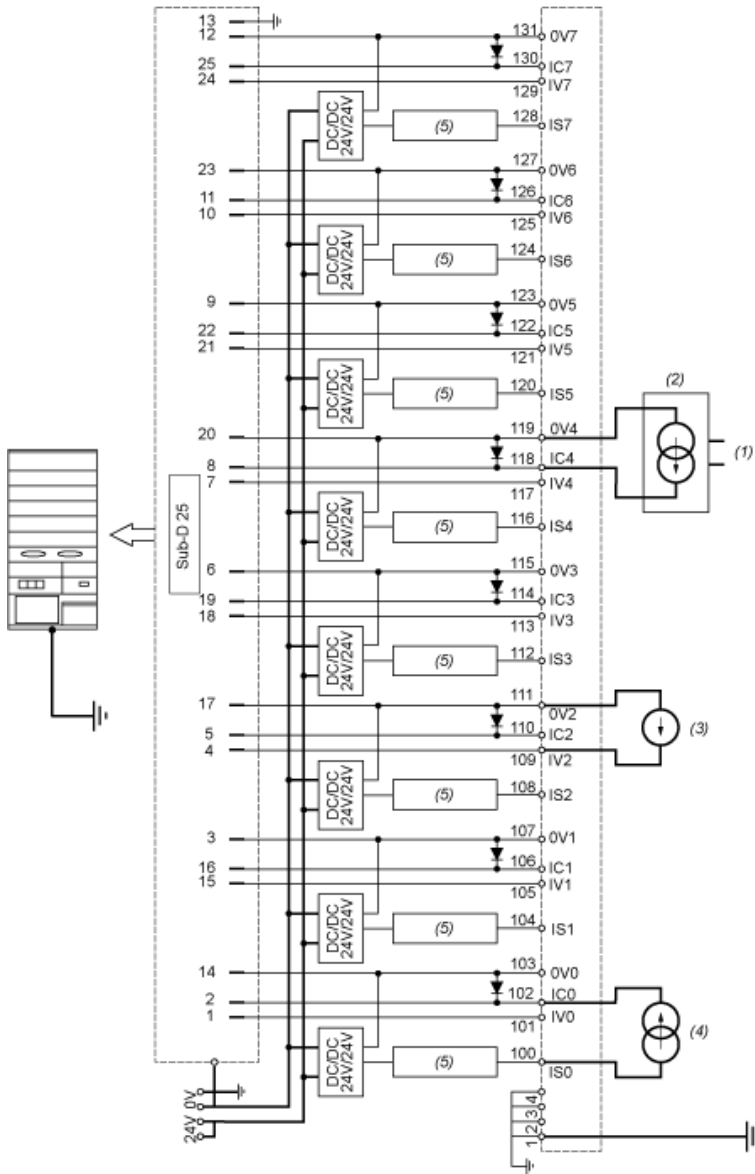 13
12
131 0V7
25
130 IC7
24
IV7
129
DC/DC
24V/24V
(5)
128 IS7
23
127 0V6
11
126 IC6
10
IV6
125
DC/DC
24V/24V
(5)
124 IS6
9
123 0V5
22
122 IC5
21
IV5
121
DC/DC
24V/24V
(5)
120 IS5
(2)
20
119 0V4
(1)
8
118 IC4
7
IV4
117
Sub-D 25
DC/DC
24V/24V
(5)
116 IS4
6
115 0V3
19
114 IC3
18
IV3
113
DC/DC
24V/24V
(5)
112 IS3
17
111 0V2
(3)
5
110 IC2
4
109 IV2
DC/DC
24V/24V
(5)
108 IS2
3
107 0V1
16
106 IC1
15
IV1
105
DC/DC
24V/24V
(5)
104 IS1
14
103 0V0
2
102 IC0
1
IV0
101
(4)
DC/DC
24V/24V
(5)
100
IS0
0V
24V
4
3
2
1